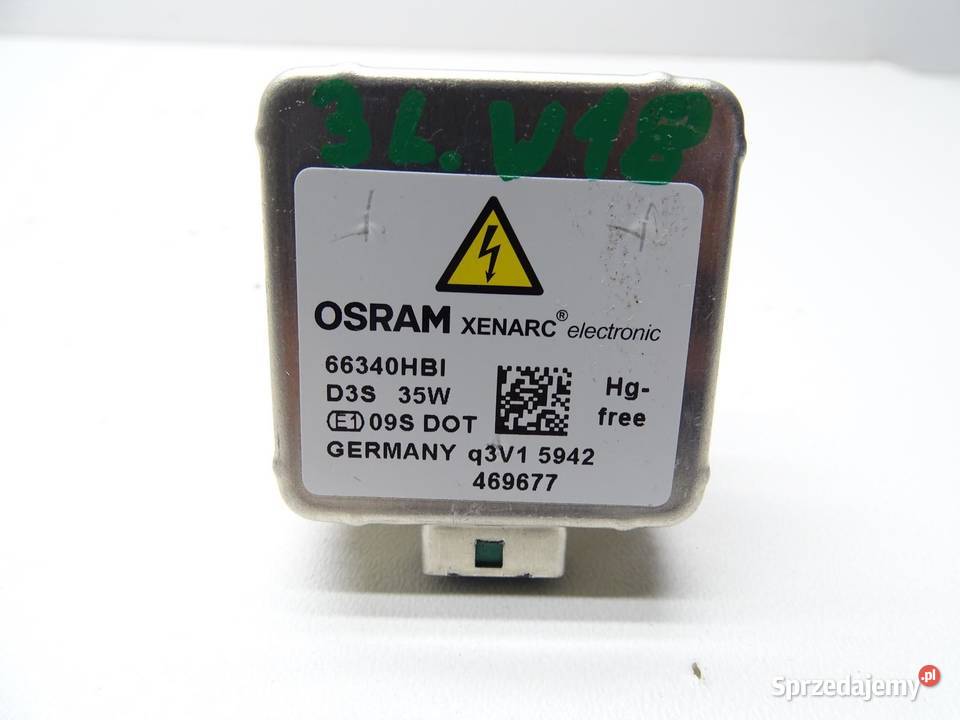 3L. V18
OSRAM XENARC® electronic
66340HBI
D3S 35W
Hg-
free
E1 09S DOT
GERMANY q3V1 5942
469677
Sprzedajemy.pl